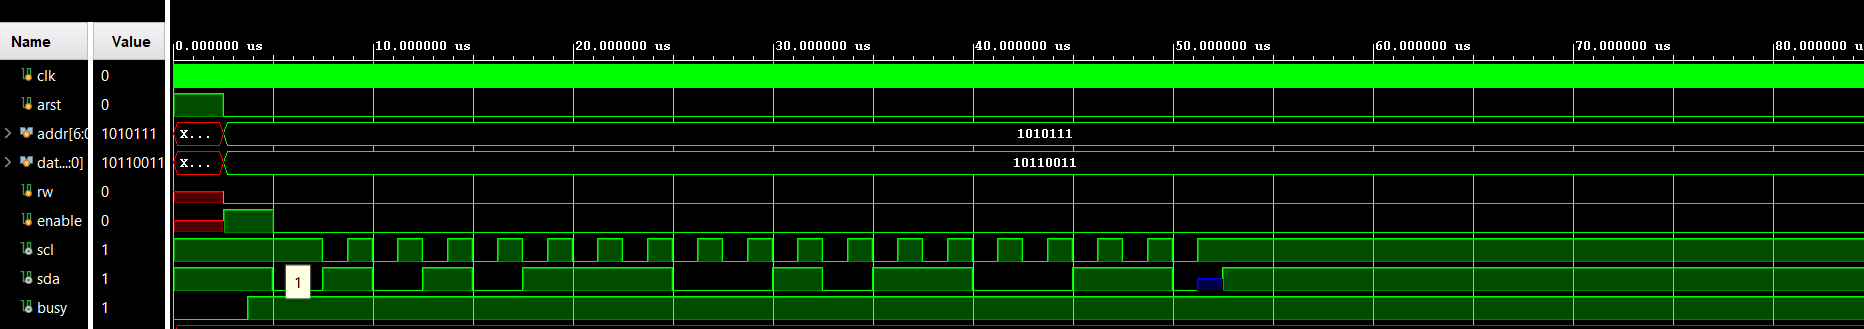 Name Value
0.000000 us 10.000000 us 20.000000 us 30.000000 us 40.000000 us 50.000000 us 60.000000 us 70.000000 us 80.000000 u
clk 0
arst 0
addr[6:0 1010111 X... 1010111
dat...:0] 10110011 X... 10110011
rw 0
enable 0
scl 1
sda 1 1
busy 1